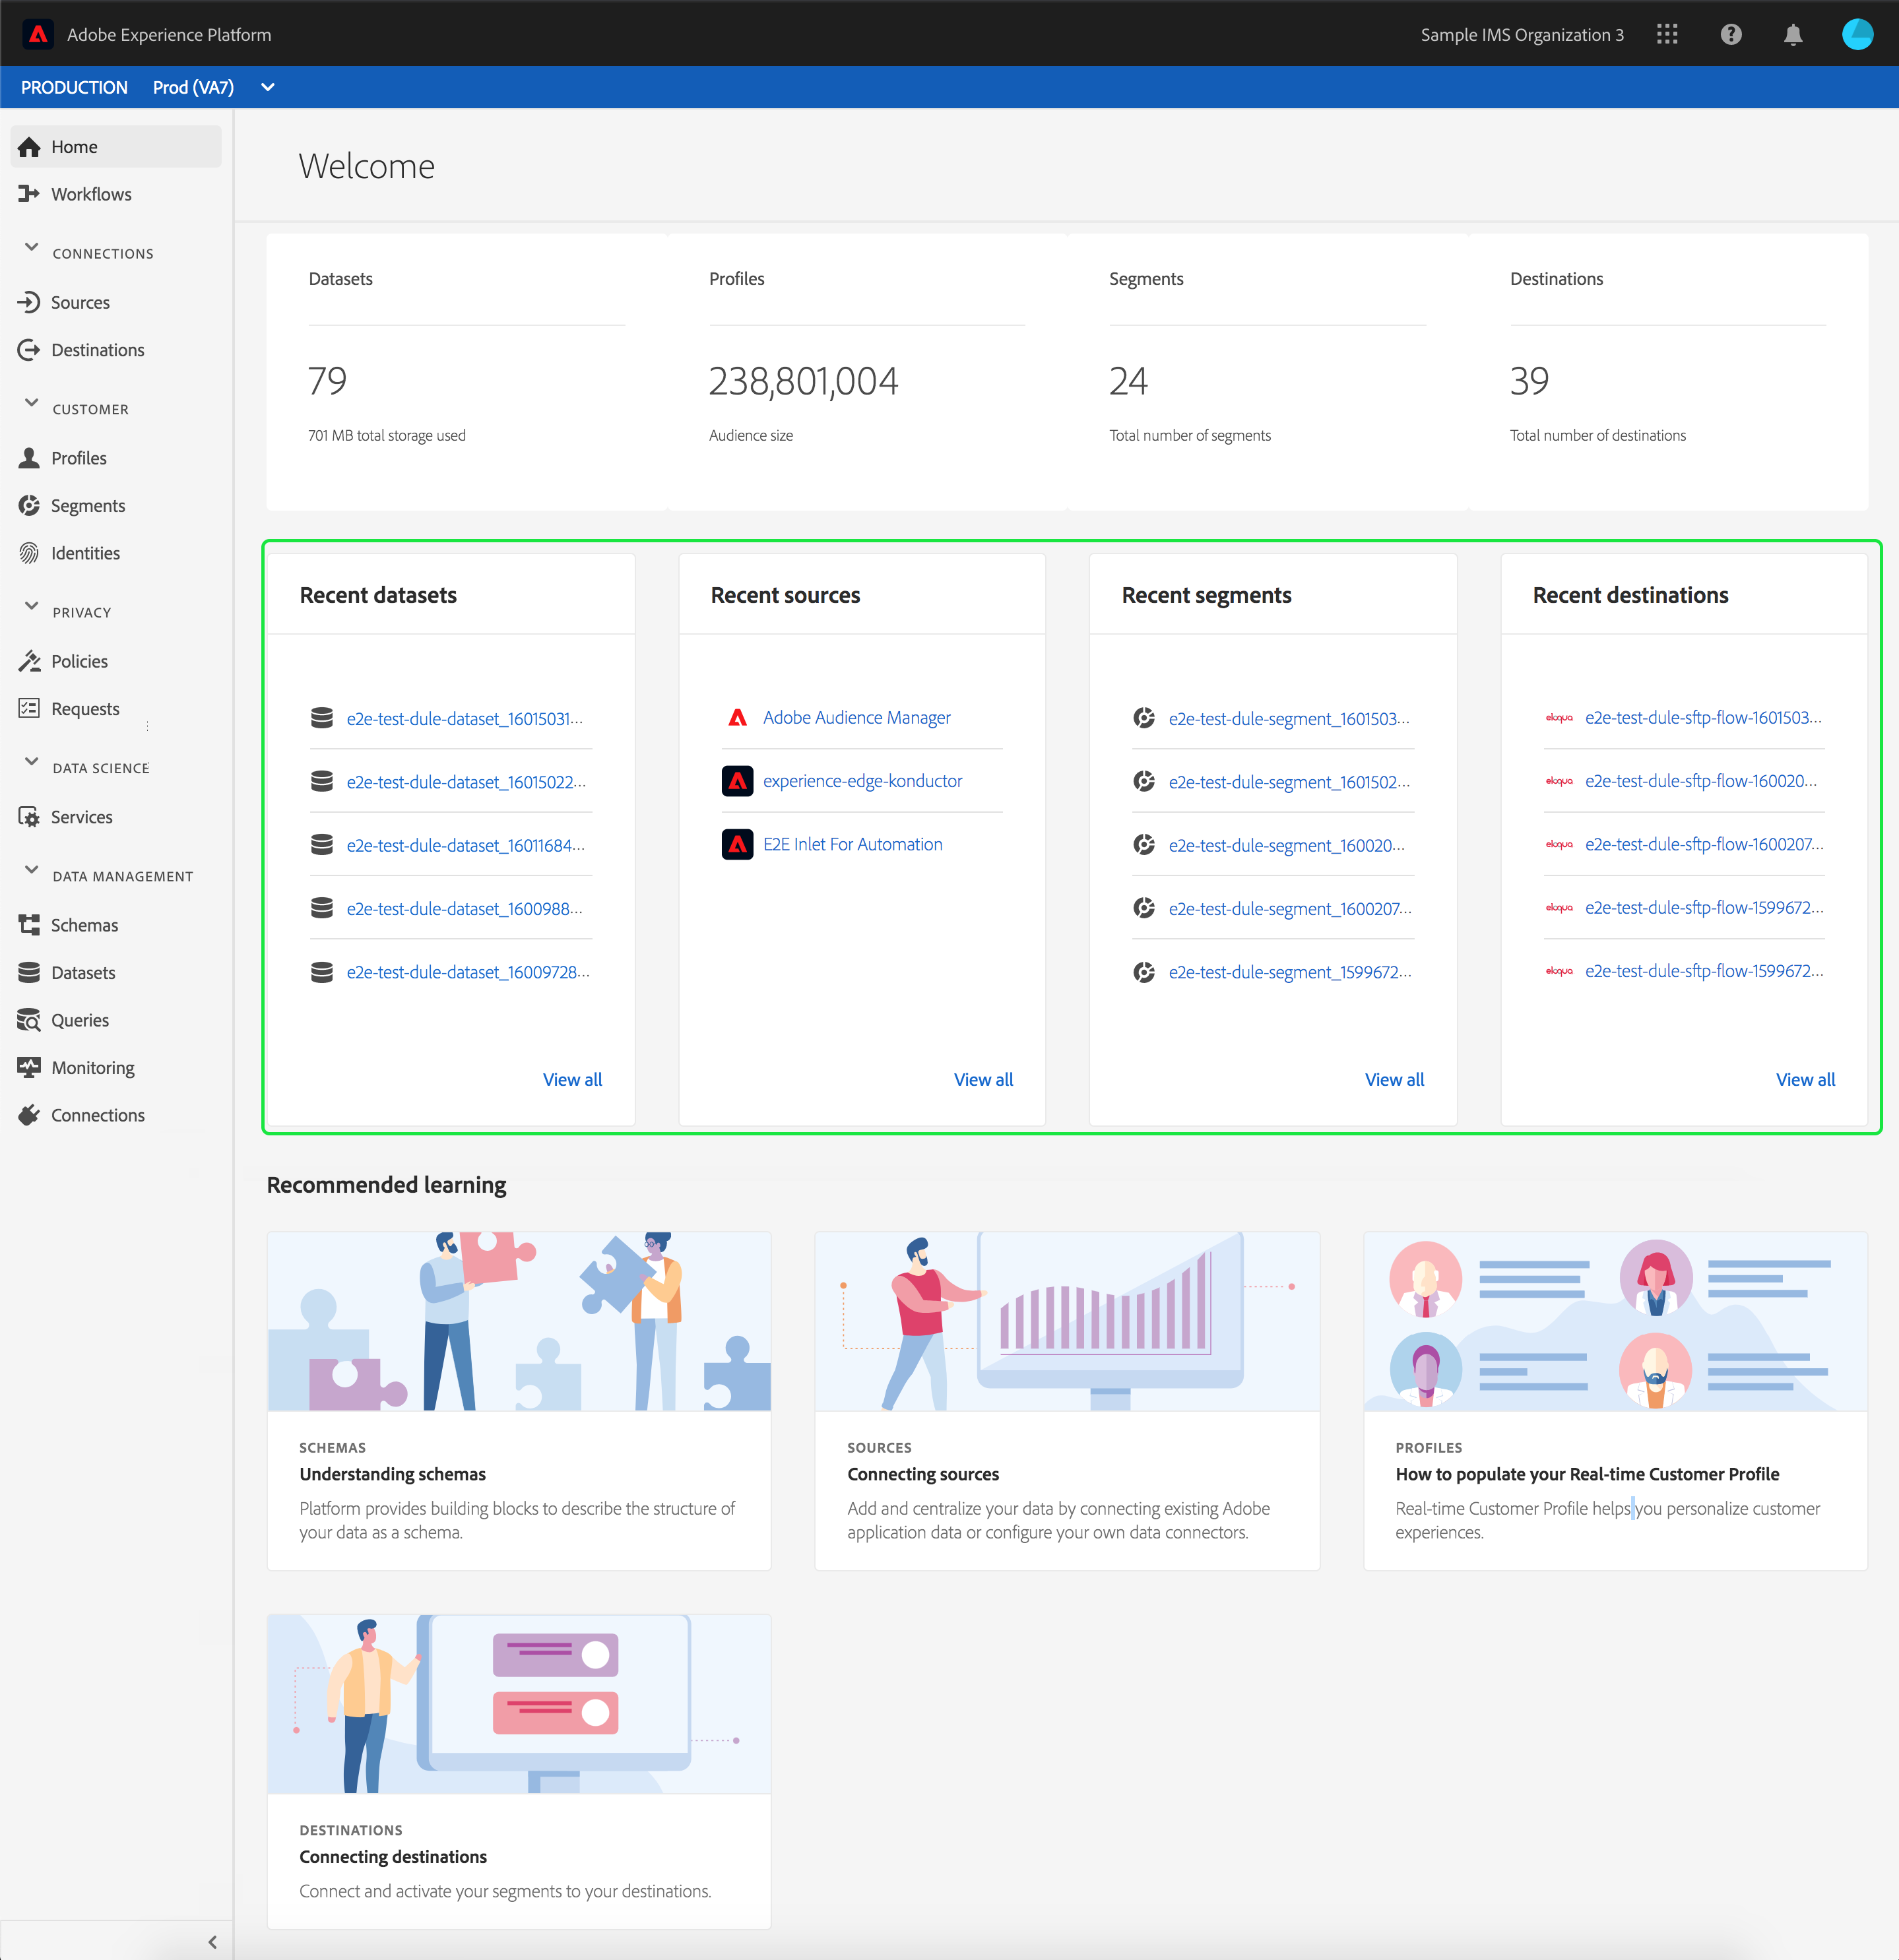 Adobe Experience Platform
Sample IMS Organization 3
PRODUCTION Prod (VA7)
Home
Workflows
CONNECTIONS
Sources
Destinations
CUSTOMER
Profiles
Segments
Identities
PRIVACY
Policies
Requests
DATA SCIENCE
Services
DATA MANAGEMENT
Schemas
Datasets
Queries
Monitoring
Connections
Welcome
Datasets
79
701 MB total storage used
Profiles
238,801,004
Audience size
Segments
24
Total number of segments
Destinations
39
Total number of destinations
Recent datasets
e2e-test-dule-dataset_16015031...
e2e-test-dule-dataset_16015022...
e2e-test-dule-dataset_16011684...
e2e-test-dule-dataset_1600988...
e2e-test-dule-dataset_16009728...
View all
Recent sources
Adobe Audience Manager
experience-edge-konductor
E2E Inlet For Automation
View all
Recent segments
e2e-test-dule-segment_1601503...
e2e-test-dule-segment_1601502...
e2e-test-dule-segment_160020...
e2e-test-dule-segment_1600207...
e2e-test-dule-segment_1599672...
View all
Recent destinations
eloqua e2e-test-dule-sftp-flow-1601503...
eloqua e2e-test-dule-sftp-flow-160020...
eloqua e2e-test-dule-sftp-flow-1600207...
eloqua e2e-test-dule-sftp-flow-1599672...
eloqua e2e-test-dule-sftp-flow-1599672...
View all
Recommended learning
SCHEMAS
Understanding schemas
Platform provides building blocks to describe the structure of
your data as a schema.
SOURCES
Connecting sources
Add and centralize your data by connecting existing Adobe
application data or configure your own data connectors.
PROFILES
How to populate your Real-time Customer Profile
Real-time Customer Profile helps you personalize customer
experiences.
DESTINATIONS
Connecting destinations
Connect and activate your segments to your destinations.